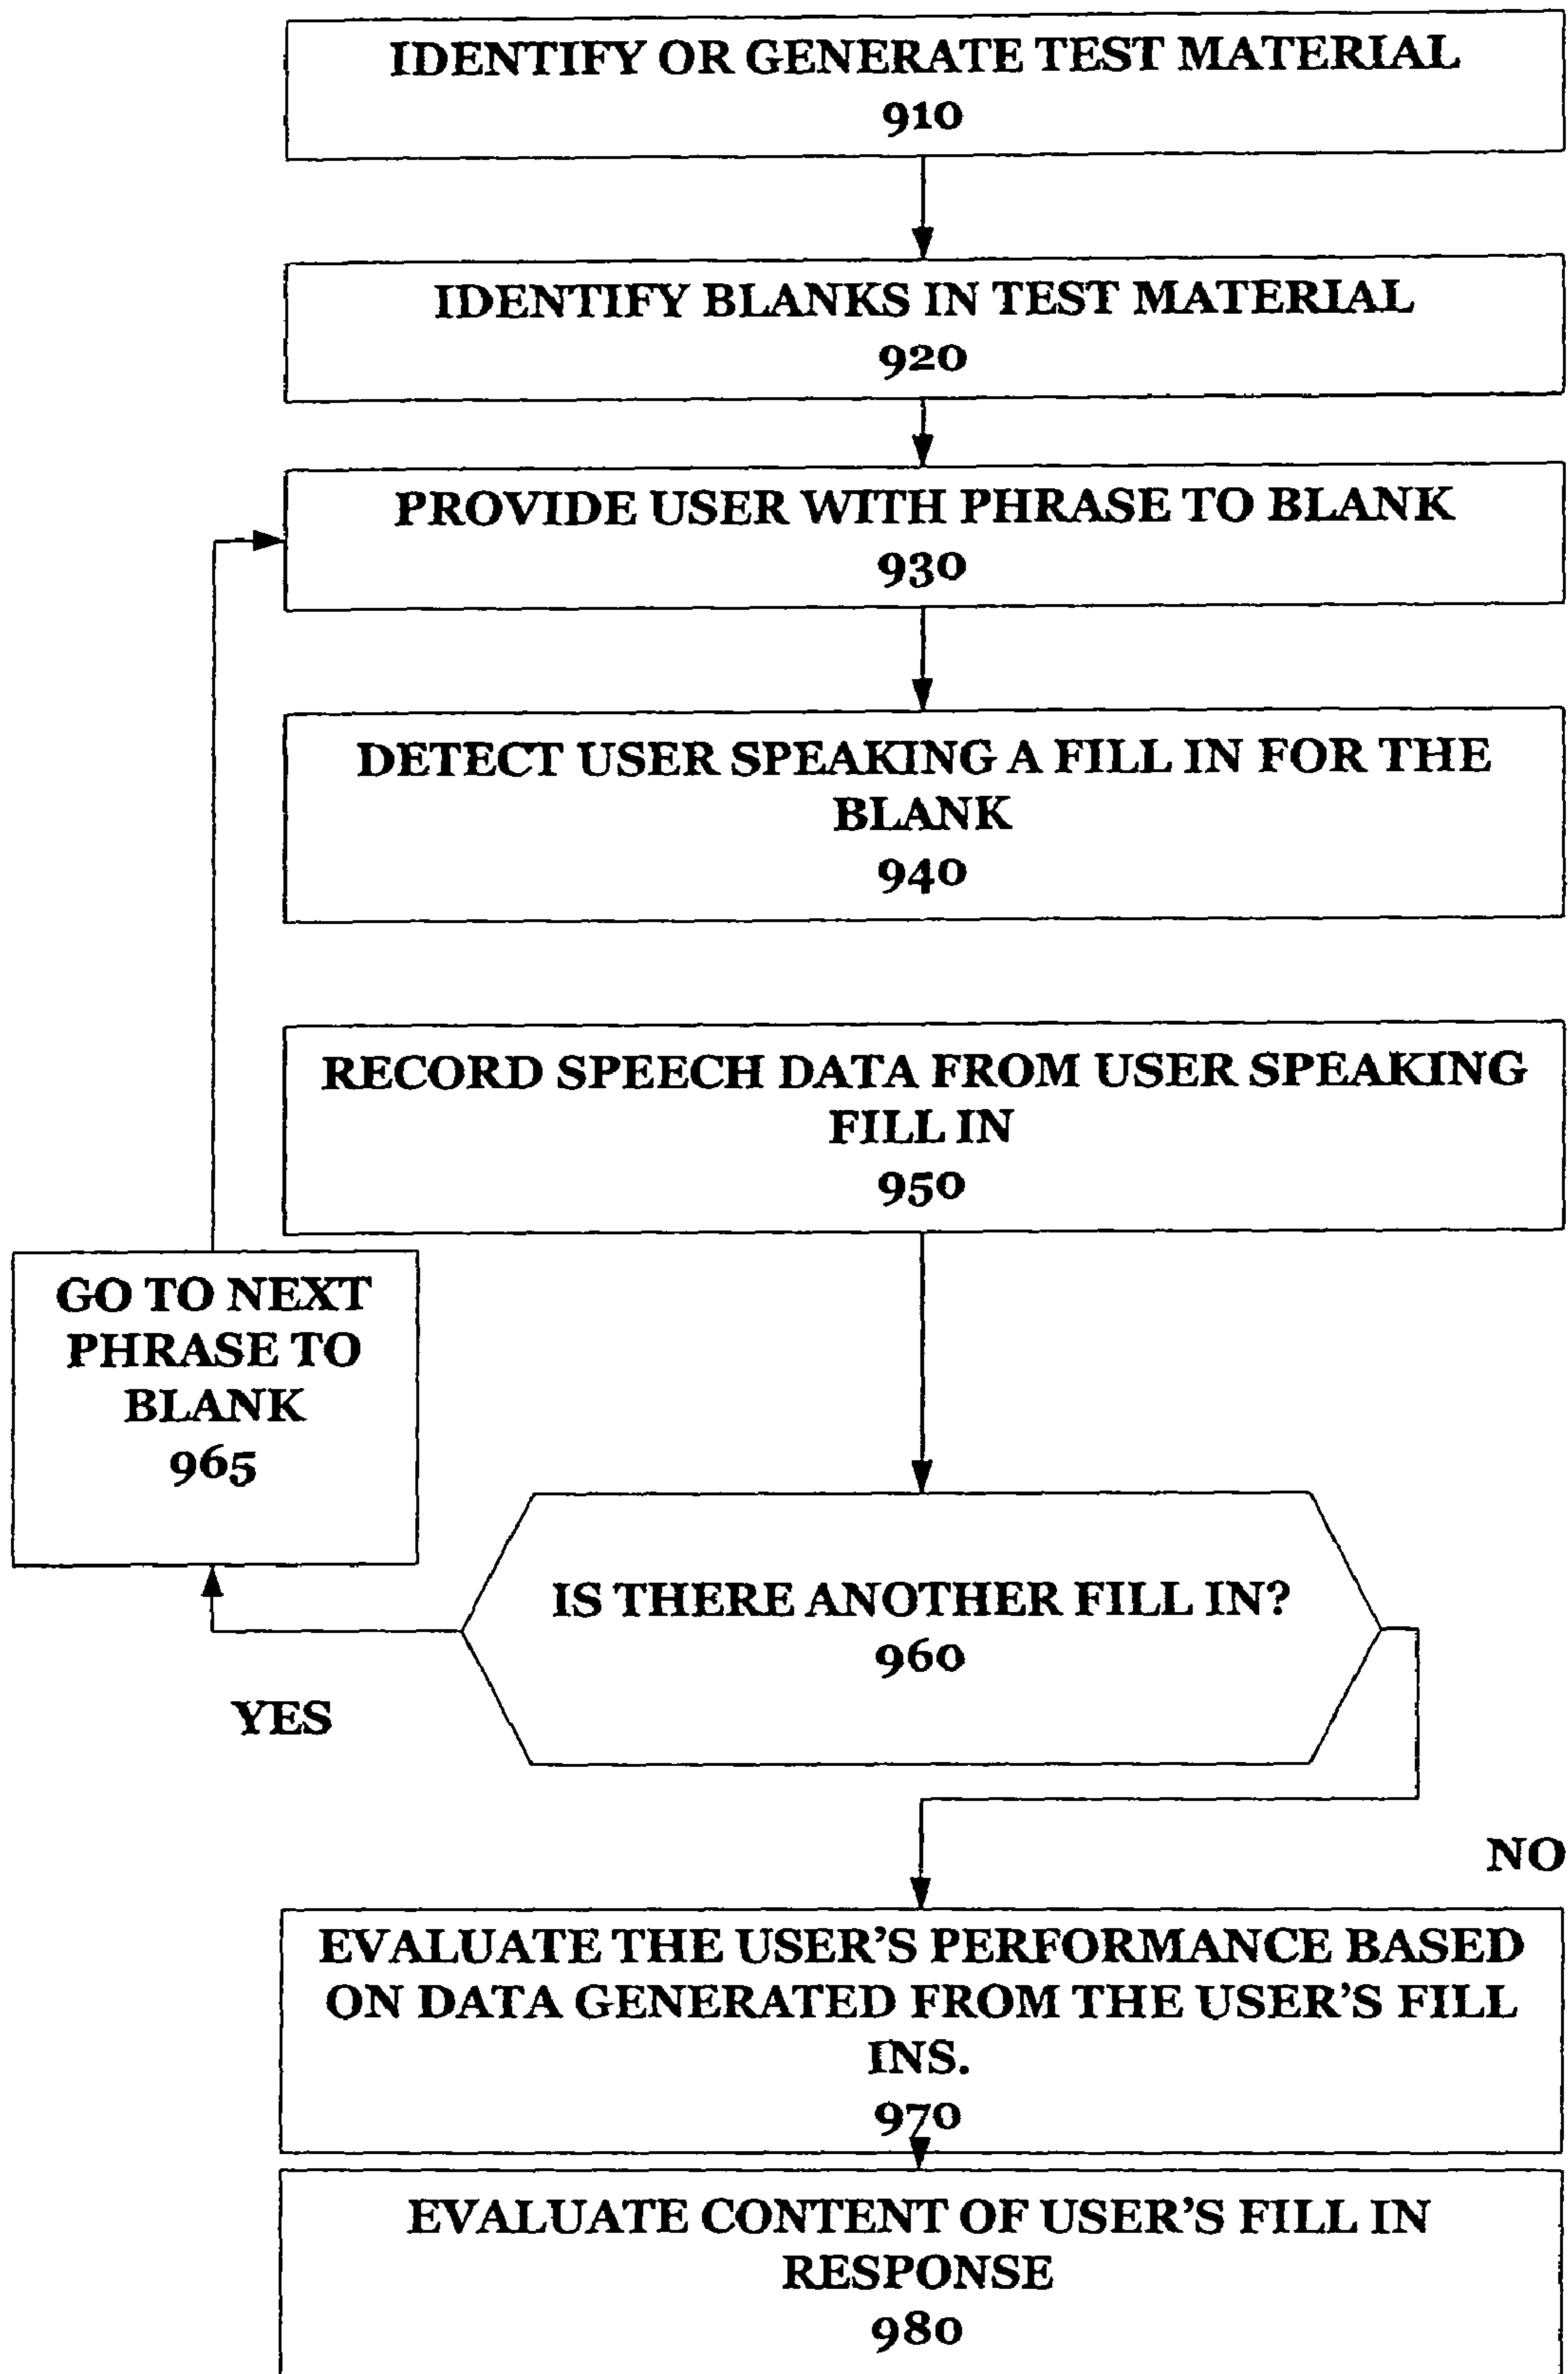 IDENTIFY OR GENERATE TEST MATERIAL
910
IDENTIFY BLANKS IN TEST MATERIAL
920
PROVIDE USER WITH PHRASE TO BLANK
930
DETECT USER SPEAKING A FILL IN FOR THE
BLANK
940
RECORD SPEECH DATA FROM USER SPEAKING
FILL IN
950
GO TO NEXT
PHRASE TO
BLANK
965
IS THERE ANOTHER FILL IN?
960
YES
NO
EVALUATE THE USER'S PERFORMANCE BASED
ON DATA GENERATED FROM THE USER'S FILL
INS.
970
EVALUATE CONTENT OF USER'S FILL IN
RESPONSE
980